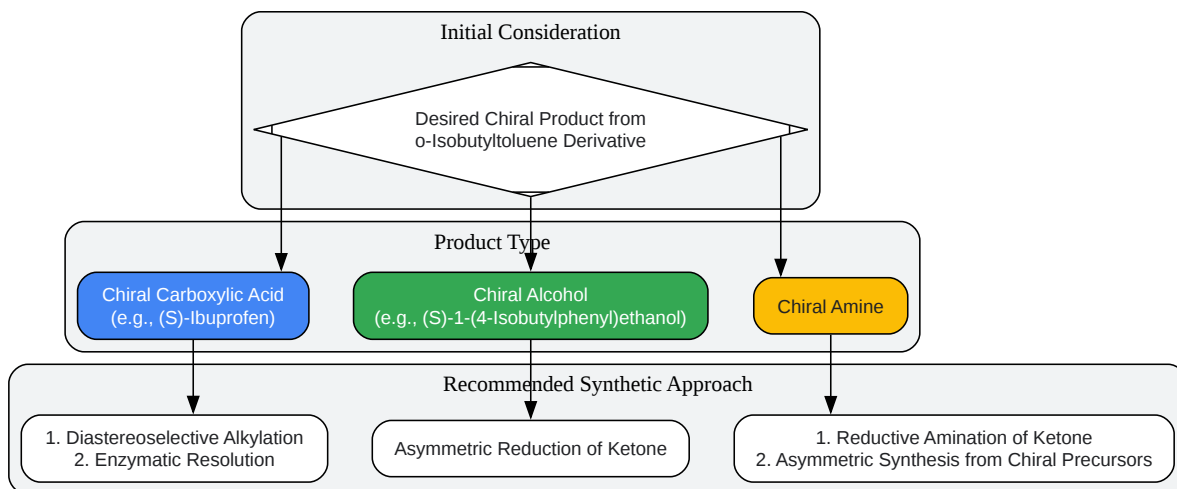 Initial Consideration
Desired Chiral Product from
o-Isobutyltoluene Derivative
Product Type
Chiral Carboxylic Acid
(e.g., (S)-Ibuprofen)
Chiral Alcohol
(e.g., (S)-1-(4-Isobutylphenyl)ethanol)
Chiral Amine
Recommended Synthetic Approach
1. Diastereoselective Alkylation
2. Enzymatic Resolution
Asymmetric Reduction of Ketone
1. Reductive Amination of Ketone
2. Asymmetric Synthesis from Chiral Precursors